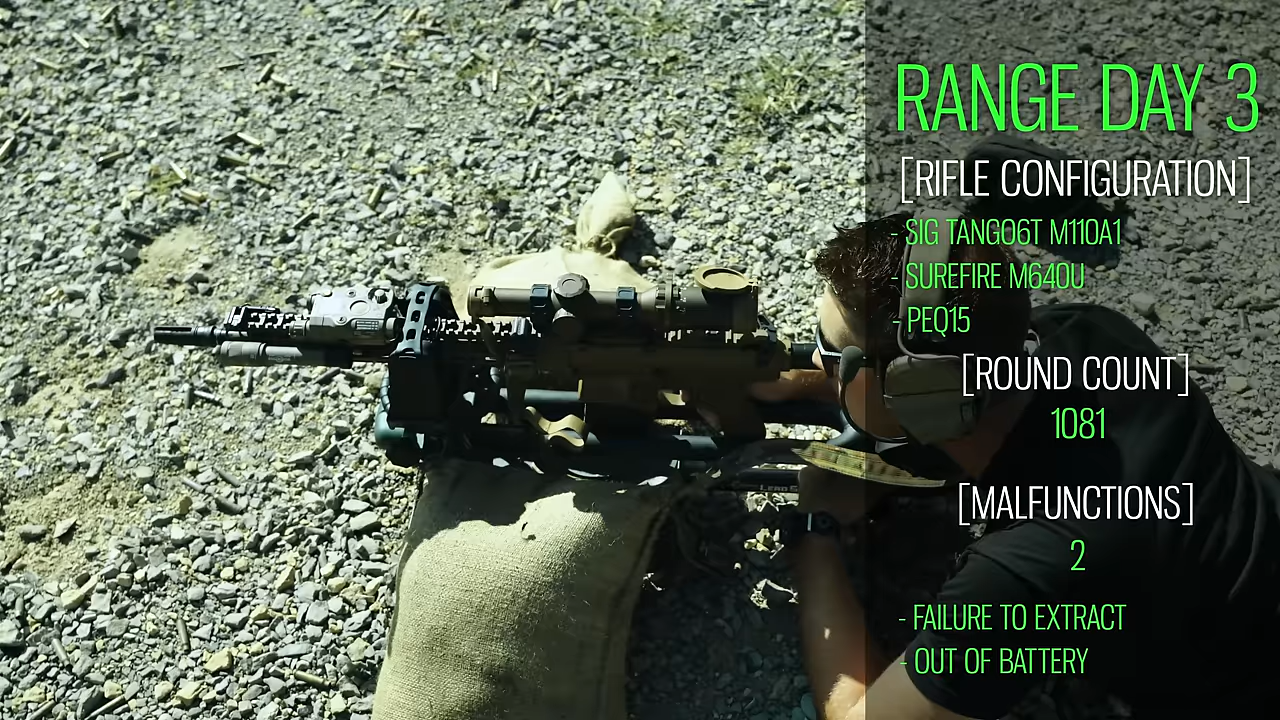 RANGE DAY 3
[RIFLE CONFIGURATION]
- SIG TANGO6T M110A1
- SUREFIRE M640U
- PEQ15
[ROUND COUNT]
1081
[MALFUNCTIONS]
2
- FAILURE TO EXTRACT
- OUT OF BATTERY